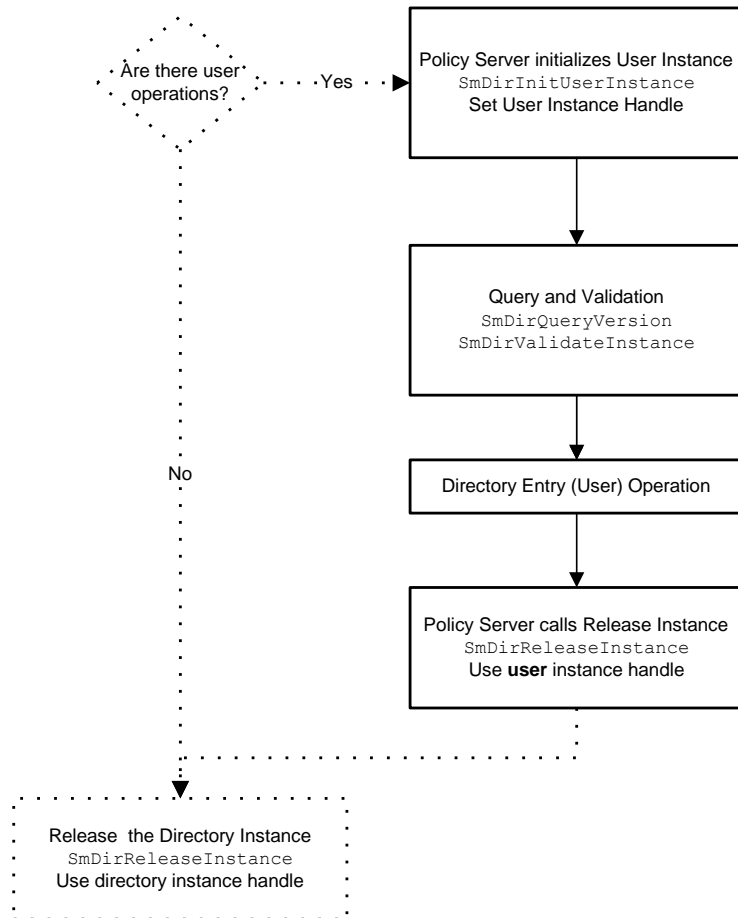 Are there user
operations?
Yes
Policy Server initializes User Instance
SmDirInitUserInstance
Set User Instance Handle
Query and Validation
SmDirQueryVersion
SmDirValidateInstance
No
Directory Entry (User) Operation
Policy Server calls Release Instance
SmDirReleaseInstance
Use user instance handle
Release the Directory Instance
SmDirReleaseInstance
Use directory instance handle